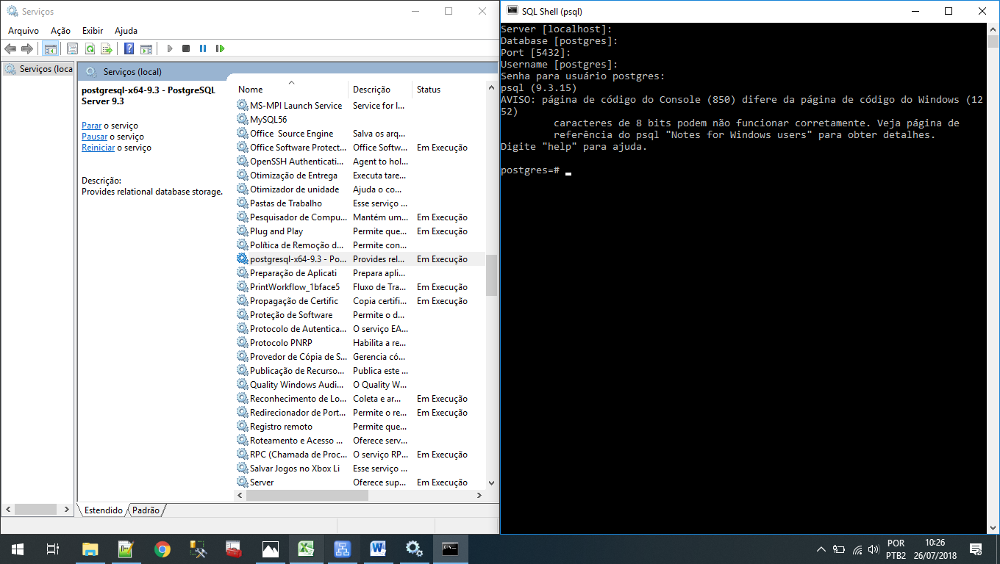 Serviços
Arquivo Ação Exibir Ajuda
Serviços (loca
Serviços (local)
postgresql-x64-9.3 - PostgreSQL
Server 9.3
Parar o serviço
Pausar o serviço
Reiniciar o serviço
Descrição:
Provides relational database storage.
Nome Descrição Status
MS-MPI Launch Service Service for l...
MySQL56
Office  Source Engine Salva os arq...
Office Software Protect... Office Softw... Em Execução
OpenSSH Authenticati... Agent to hol...
Otimização de Entrega Executa tare...
Otimizador de unidade Ajuda o co...
Pastas de Trabalho Esse serviço ...
Pesquisador de Compu... Mantém um... Em Execução
Plug and Play Permite que... Em Execução
Política de Remoção d... Permite con...
postgresql-x64-9.3 - Po... Provides rel... Em Execução
Preparação de Aplicati Prepara apli...
PrintWorkflow_1bface5 Fluxo de Tra... Em Execução
Propagação de Certific Copia certifi... Em Execução
Proteção de Software Permite o d...
Protocolo de Autentica... O serviço EA...
Protocolo PNRP Habilita a re...
Provedor de Cópia de S... Gerencia có...
Publicação de Recurso... Publica este ...
Quality Windows Audi... O Quality W...
Reconhecimento de Lo... Coleta e ar... Em Execução
Redirecionador de Port... Permite o re... Em Execução
Registro remoto Permite que...
Roteamento e Acesso ... Oferece serv...
RPC (Chamada de Proc... O serviço RP... Em Execução
Salvar Jogos no Xbox Li Esse serviço ...
Server Oferece sup... Em Execução
Estendido Padrão
SQL Shell (psql)
Server [localhost]:
Database [postgres]:
Port [5432]:
Username [postgres]:
Senha para usuário postgres:
psql (9.3.15)
AVISO: página de código do Console (850) difere da página de código do Windows (12
52)
caracteres de 8 bits podem não funcionar corretamente. Veja página de
referência do psql "Notes for Windows users" para obter detalhes.
Digite "help" para ajuda.
postgres=#
POR
PTB2
10:26
26/07/2018